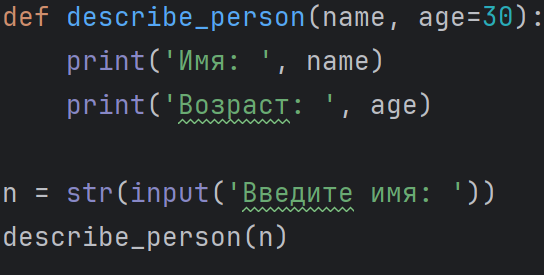 def describe_person(name, age=30):
    print('Имя: ', name)
    print('Возраст: ', age)

n = str(input('Введите имя: '))
describe_person(n)